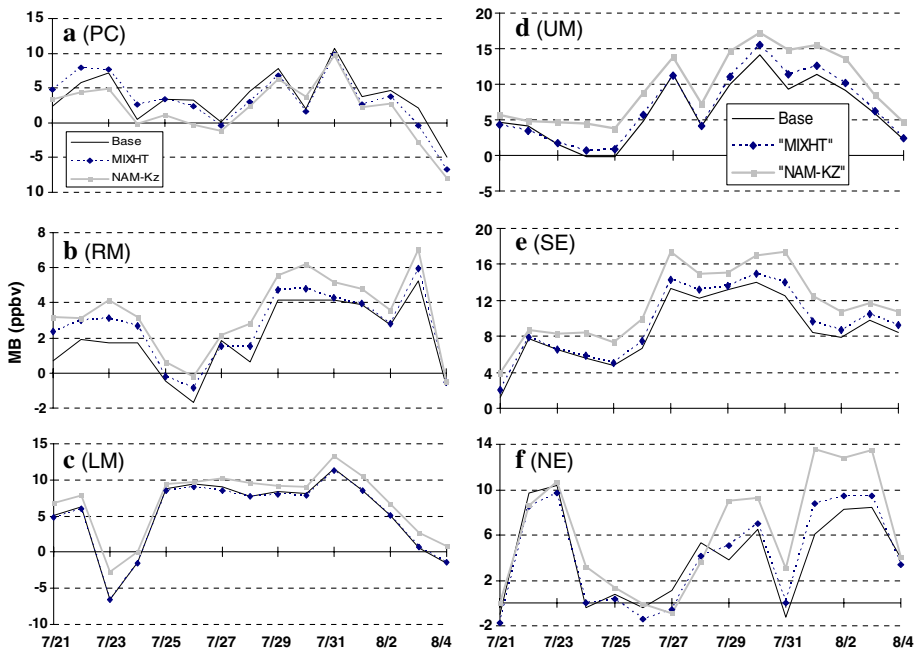 a (PC)
15
10
5
0
-5
5
10
Base
MIXHT
NAM-Kz
b (RM)
8
6
4
2
0
-2
MB (ppbv)
c (LM)
15
10
5
0
-5
-10
7/21 7/23 7/25 7/27 7/29 7/31 8/2 8/4
d (UM)
20
15
10
5
0
-5
Base
"MIXHT"
"NAM-KZ"
e (SE)
20
16
12
8
4
0
f (NE)
14
10
6
2
-2
7/21 7/23 7/25 7/27 7/29 7/31 8/2 8/4